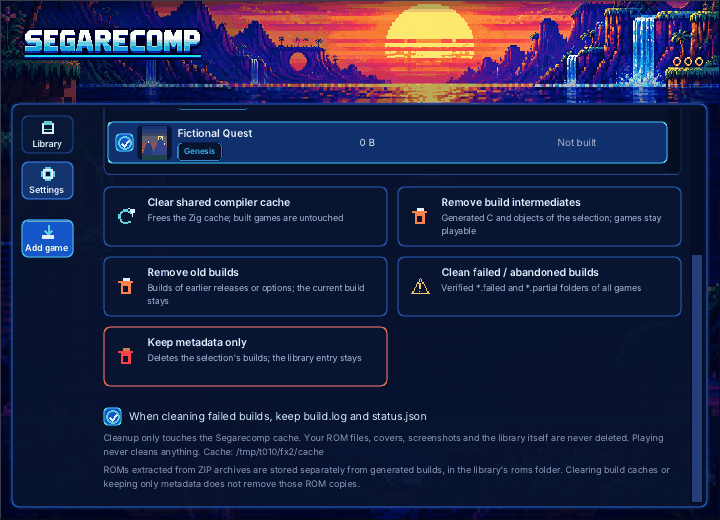 SEGARECOMP
Library
Settings
Add game
Fictional Quest
Genesis
0 B
Not built
Clear shared compiler cache
Frees the Zig cache; built games are untouched
Remove build intermediates
Generated C and objects of the selection; games stay
playable
Remove old builds
Builds of earlier releases or options; the current build
stays
Clean failed / abandoned builds
Verified *.failed and *.partial folders of all games
Keep metadata only
Deletes the selection's builds; the library entry stays
When cleaning failed builds, keep build.log and status.json
Cleanup only touches the Segarecomp cache. Your ROM files, covers, screenshots and the library itself are never deleted. Playing
never cleans anything. Cache: /tmp/t010/fx2/cache
ROMs extracted from ZIP archives are stored separately from generated builds, in the library's roms folder. Clearing build caches or
keeping only metadata does not remove those ROM copies.